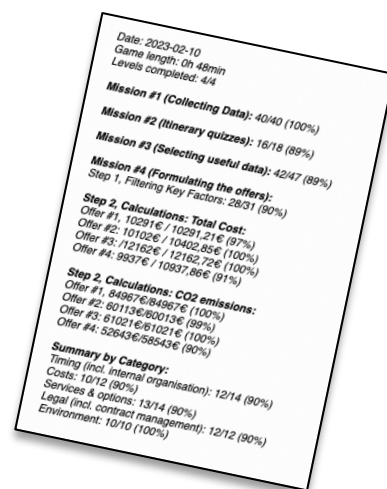 Date: 2023-02-10
Game length: 0h 48min
Levels completed: 4/4
Mission #1 (Collecting Data): 40/40 (100%)
Mission #2 (Itinerary quizzes): 16/18 (89%)
Mission #3 (Selecting useful data): 42/47 (89%)
Mission #4 (Formulating the offers):
Step 1, Filtering Key Factors: 28/31 (90%)
Step 2, Calculations: Total Cost:
Offer #1, 10291€ / 10291,21€ (97%)
Offer #2: 10102€ / 10402,85€ (100%)
Offer #3: /12162€ / 12162,72€ (100%)
Offer #4: 9937€ / 10937,86€ (91%)
Step 2, Calculations: CO2 emissions:
Offer #1, 84967€/84967€ (100%)
Offer #2: 60113€/60013€ (99%)
Offer #3: 61021€/61021€ (100%)
Offer #4: 52643€/58543€ (90%)
Summary by Category:
Timing (incl. internal organisation): 12/14 (90%)
Costs: 10/12 (90%)
Services & options: 13/14 (90%)
Legal (incl. contract management): 12/12 (90%)
Environment: 10/10 (100%)